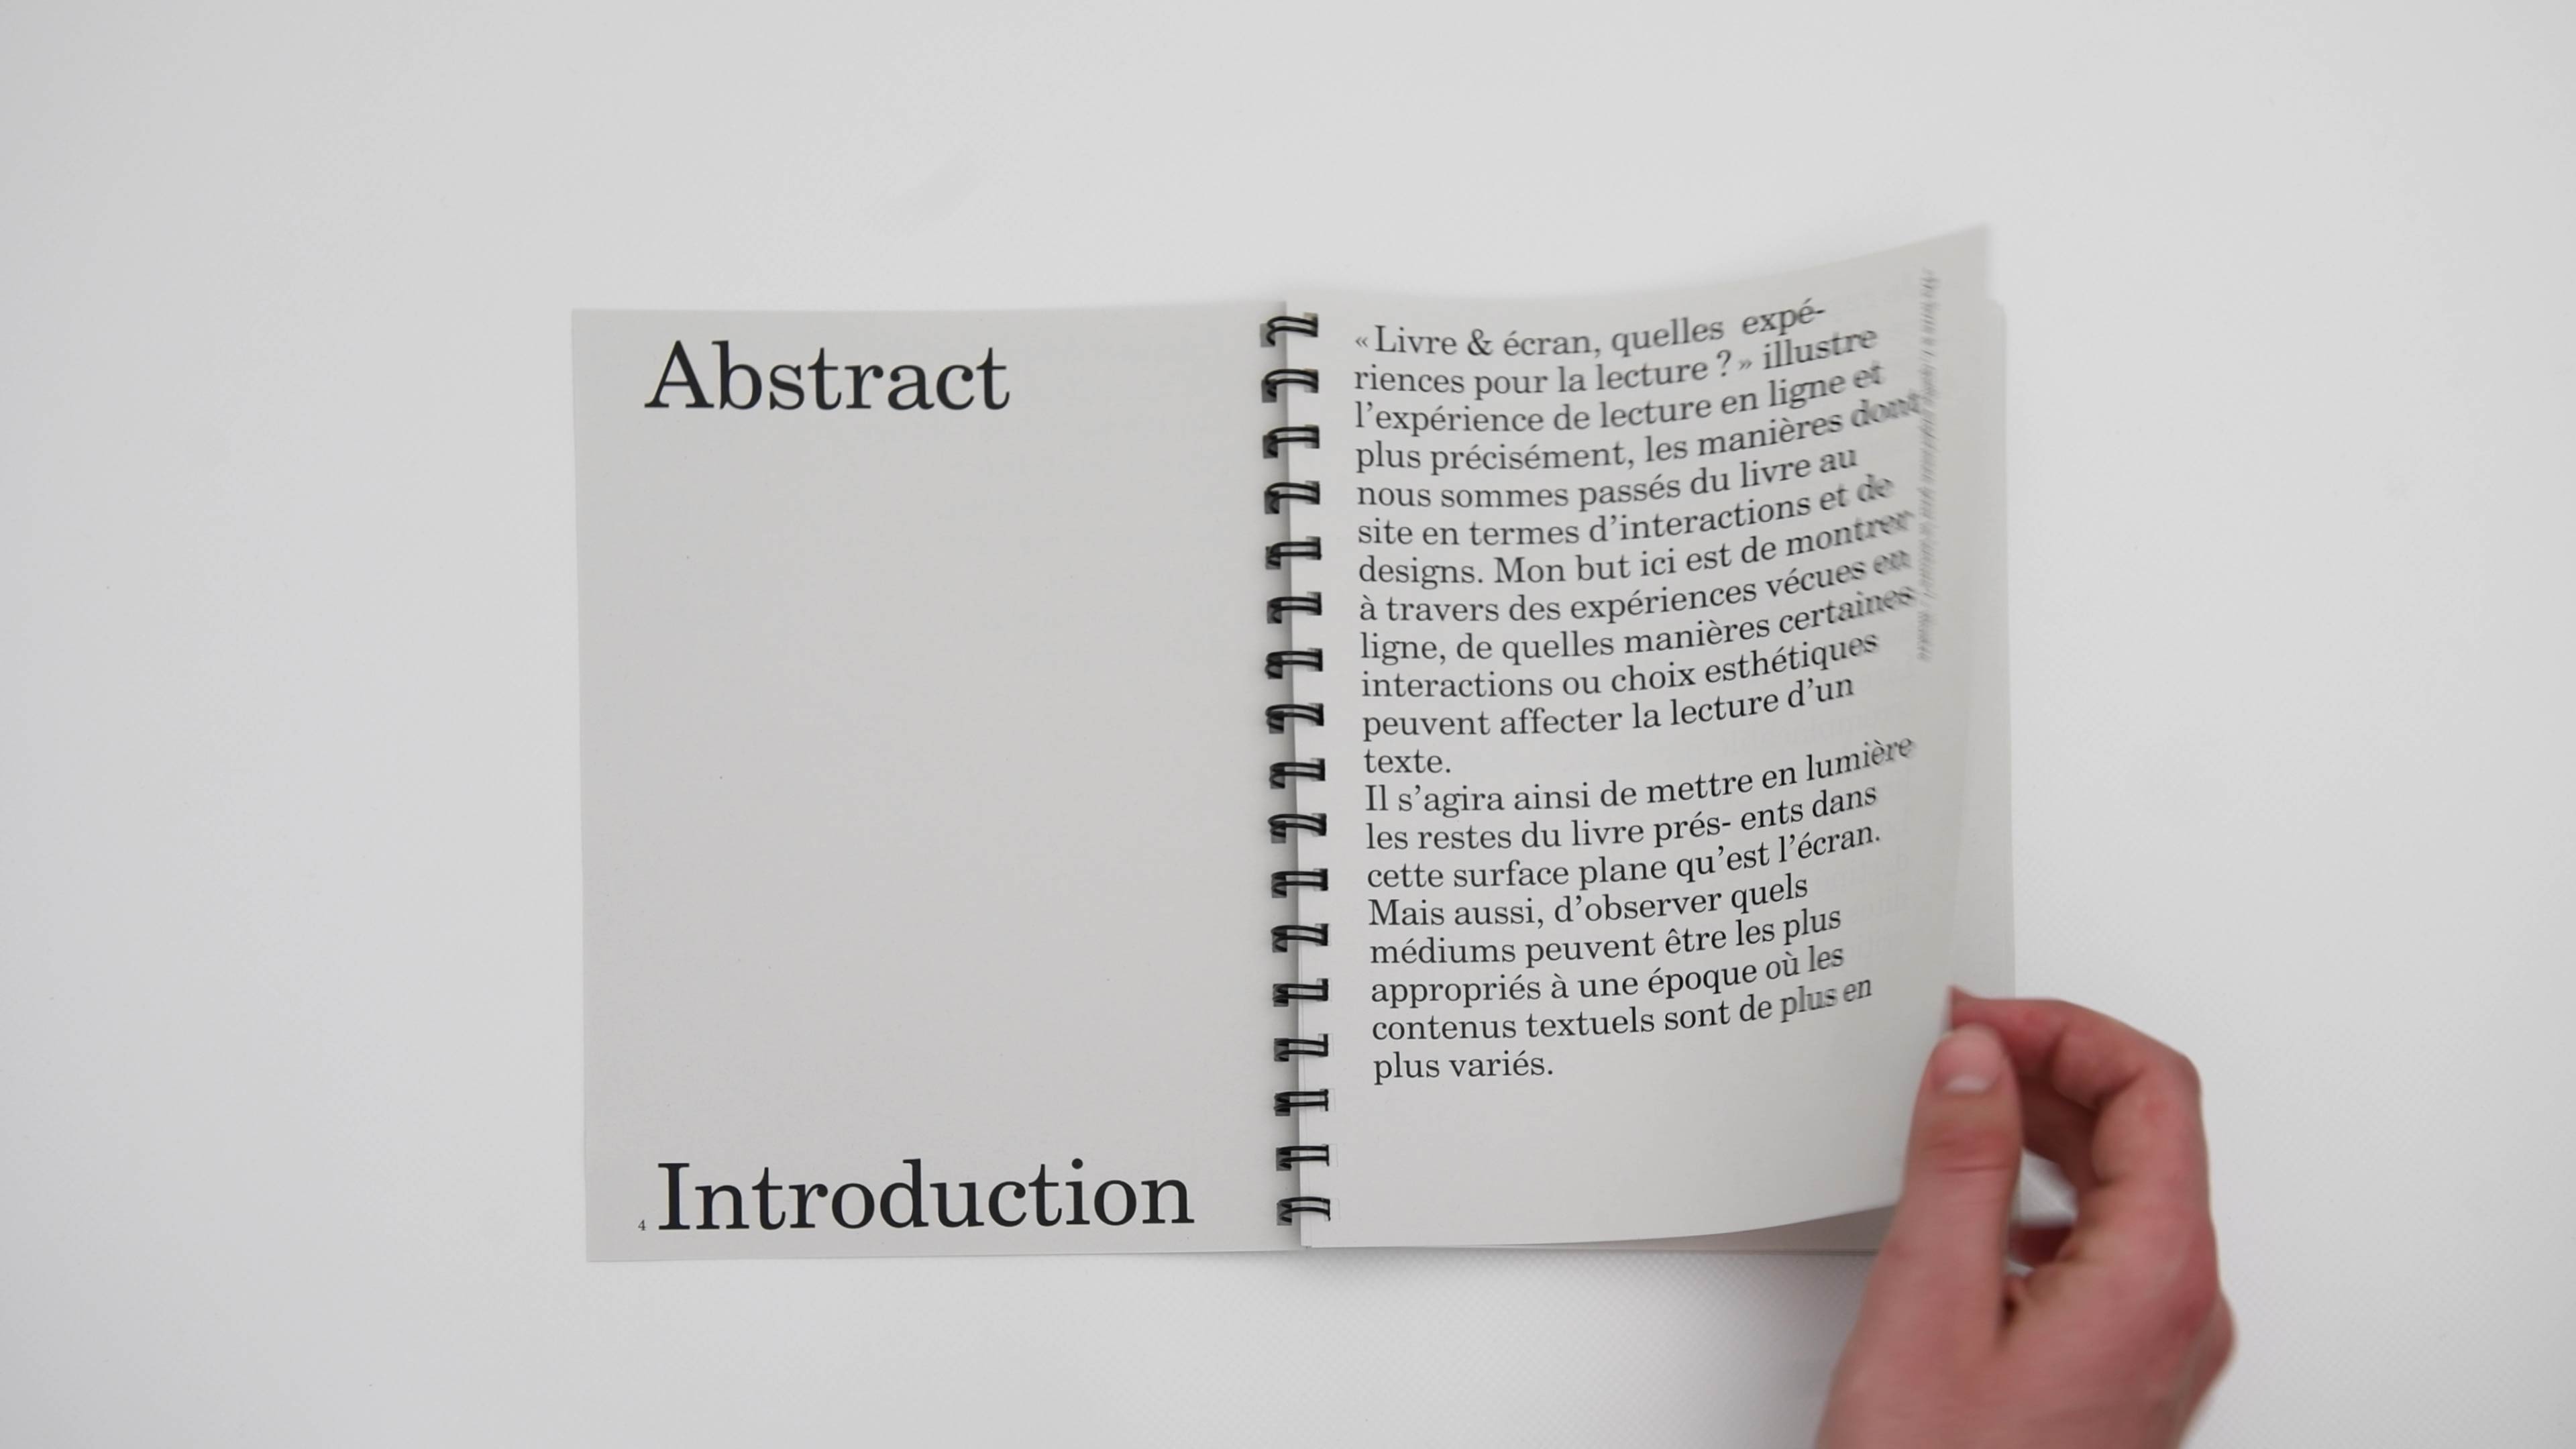 Abstract
4 Introduction
« Livre & écran, quelles expé-
riences pour la lecture ? » illustre
l’expérience de lecture en ligne et
plus précisément, les manières dont
nous sommes passés du livre au
site en termes d’interactions et de
designs. Mon but ici est de montrer
à travers des expériences vécues en
ligne, de quelles manières certaines
interactions ou choix esthétiques
peuvent affecter la lecture d’un
texte.
Il s’agira ainsi de mettre en lumière
les restes du livre prés- ents dans
cette surface plane qu’est l’écran.
Mais aussi, d’observer quels
médiums peuvent être les plus
appropriés à une époque où les
contenus textuels sont de plus en
plus variés.